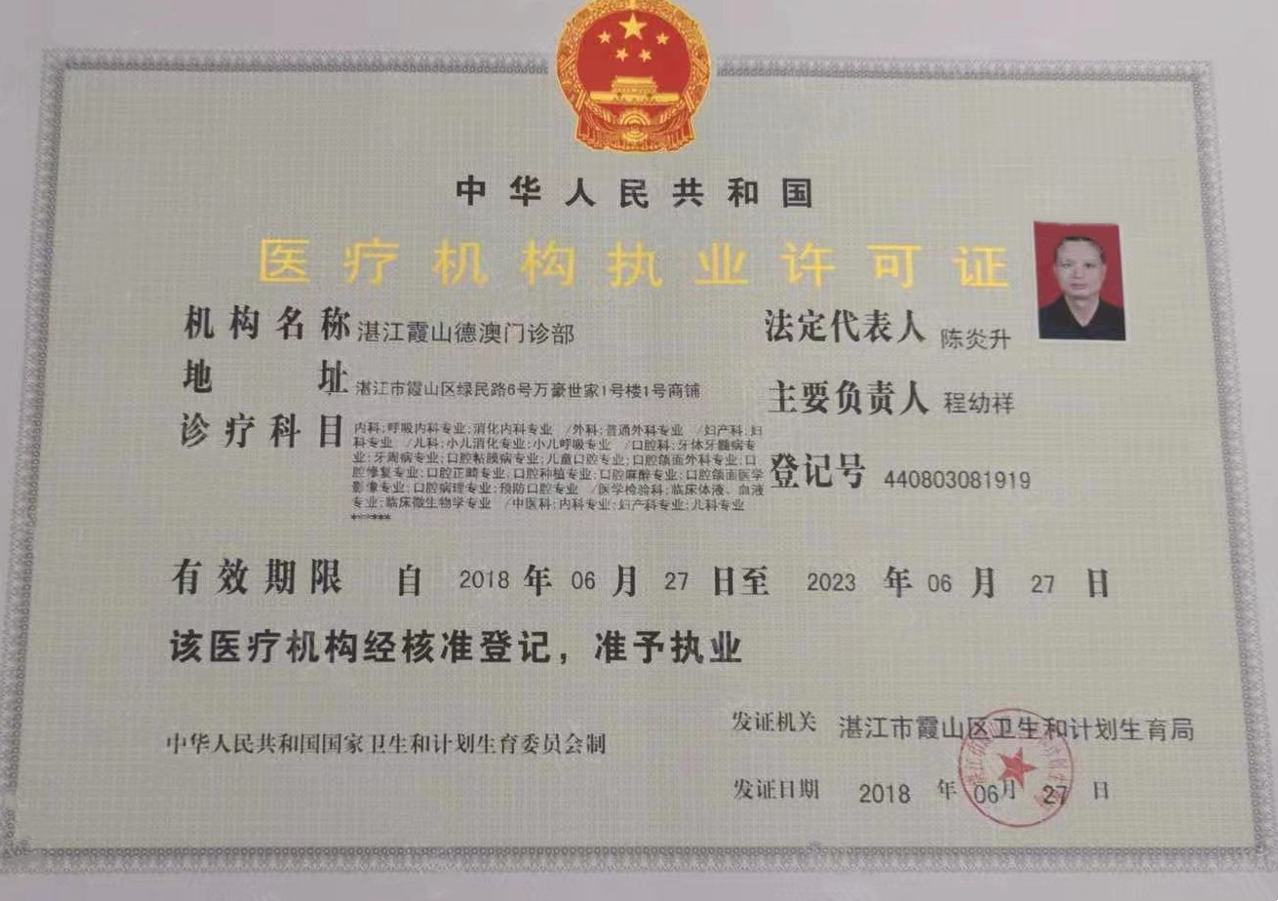 中华人民共和国
医疗机构执业许可证
机构名称 湛江霞山德澳门诊部
法定代表人 陈炎升
地址 湛江市霞山区绿民路6号万豪世家1号楼1号商铺
主要负责人 程幼祥
诊疗科目 内科;呼吸内科专业;消化内科专业 /外科;普通外科专业 /妇产科;妇
科专业 /儿科;小儿消化专业;小儿呼吸专业 /口腔科;牙体牙髓病专
业;牙周病专业;口腔粘膜病专业;儿童口腔专业;口腔颌面外科专业;口
腔修复专业;口腔正畸专业;口腔种植专业;口腔麻醉专业;口腔颌面医学
影像专业;口腔病理专业;预防口腔专业 /医学检验科;临床体液、血液
专业;临床微生物学专业 /中医科;内科专业;妇产科专业;儿科专业
登记号 440803081919
有效期限 自 2018 年 06 月 27 日至 2023 年 06 月 27 日
该医疗机构经核准登记，准予执业
发证机关 湛江市霞山区卫生和计划生育局
中华人民共和国国家卫生和计划生育委员会制
发证日期 2018 年 06月 27 日